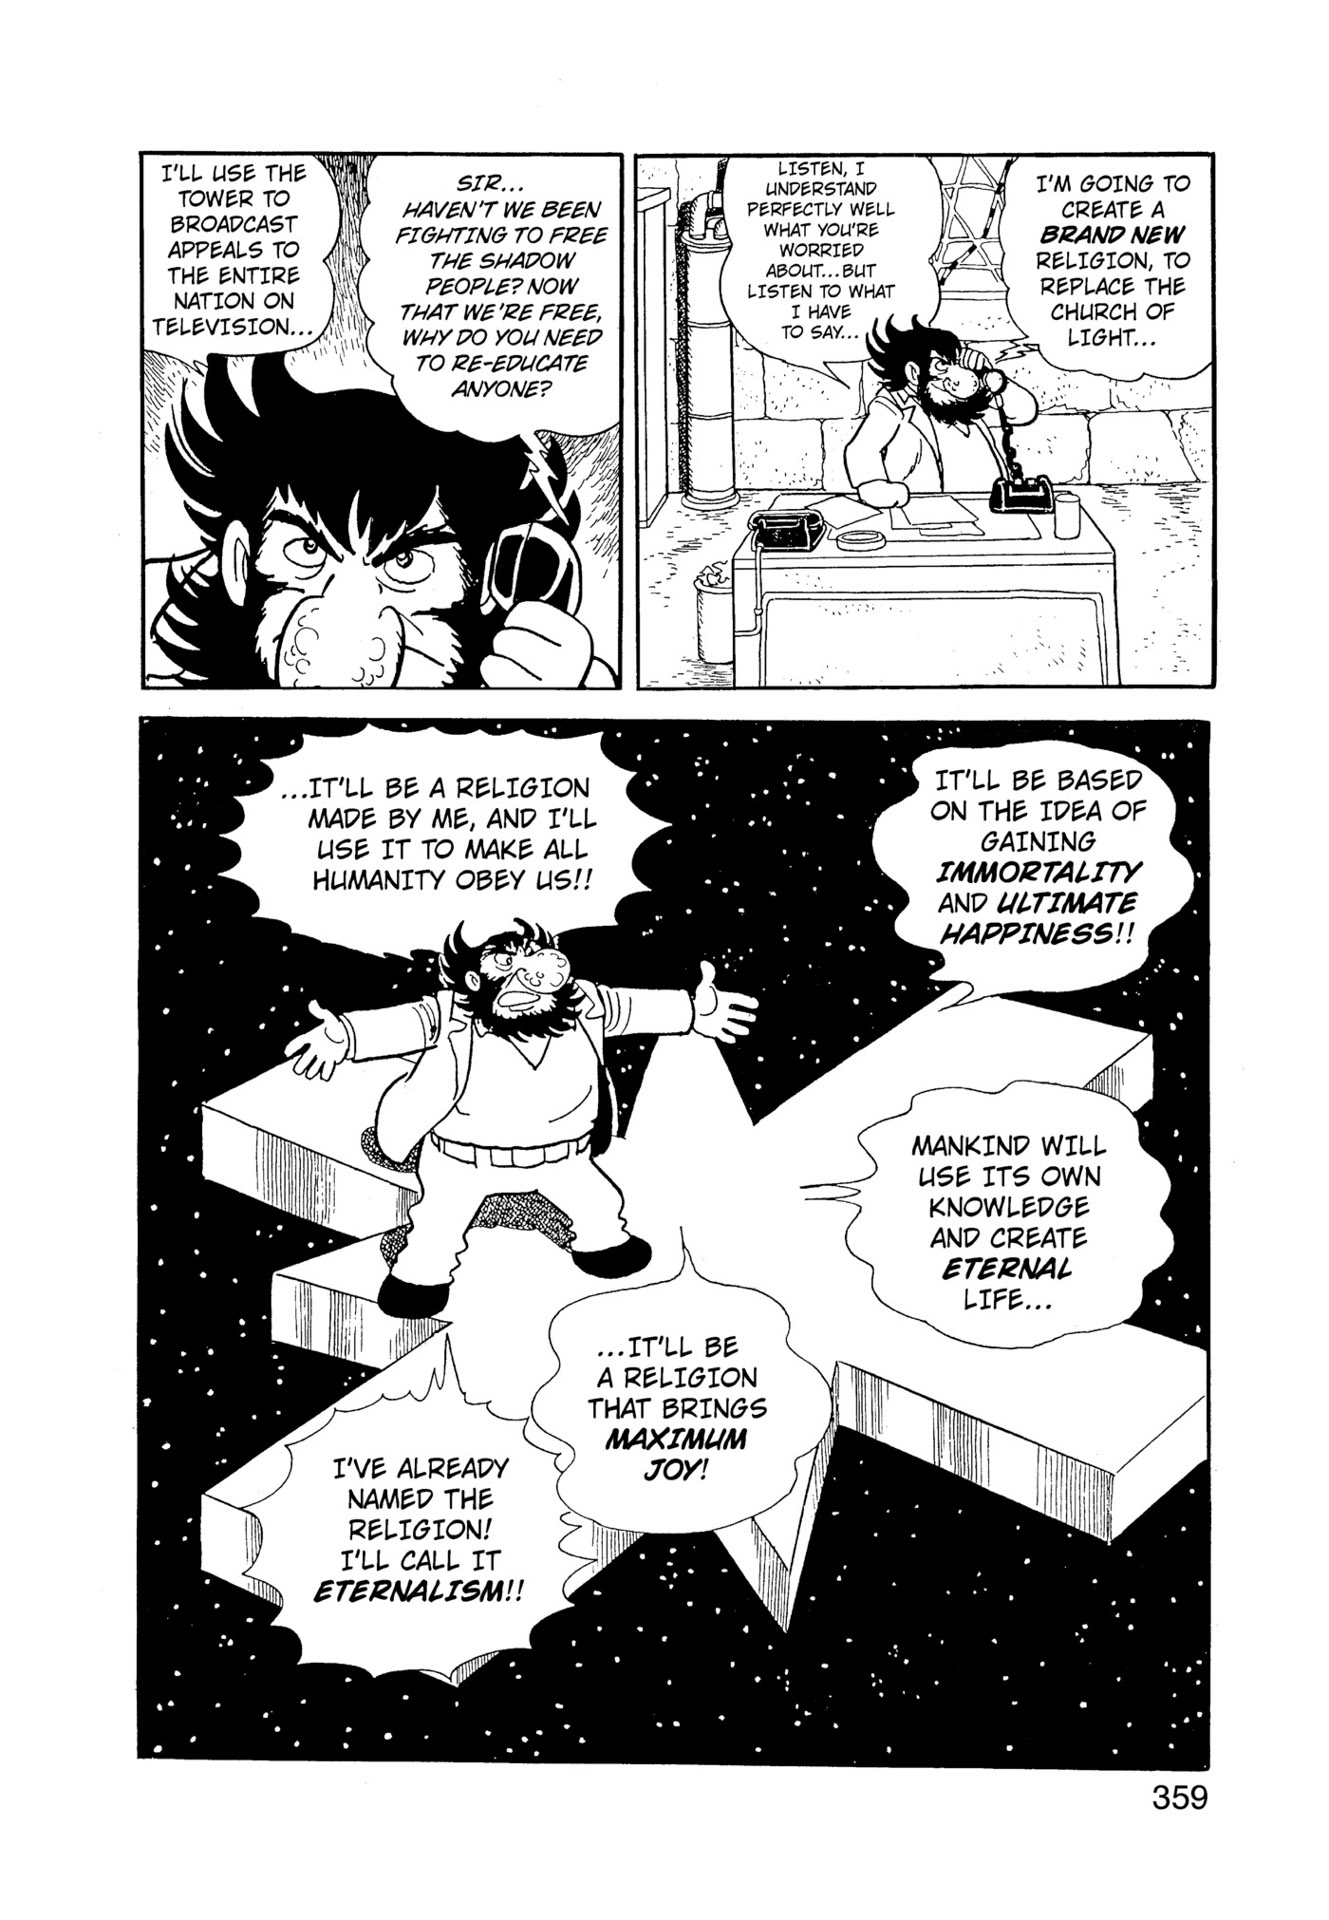 I'LL USE THE
TOWER TO
BROADCAST
APPEALS TO
THE ENTIRE
NATION ON
TELEVISION...
SIR...
HAVEN'T WE BEEN
FIGHTING TO FREE
THE SHADOW
PEOPLE? NOW
THAT WE'RE FREE,
WHY DO YOU NEED
TO RE-EDUCATE
ANYONE?
LISTEN, I
UNDERSTAND
PERFECTLY WELL
WHAT YOU'RE
WORRIED
ABOUT...BUT
LISTEN TO WHAT
I HAVE
TO SAY...
I'M GOING TO
CREATE A
BRAND NEW
RELIGION, TO
REPLACE THE
CHURCH OF
LIGHT...
...IT'LL BE A RELIGION
MADE BY ME, AND I'LL
USE IT TO MAKE ALL
HUMANITY OBEY US!!
IT'LL BE BASED
ON THE IDEA OF
GAINING
IMMORTALITY
AND ULTIMATE
HAPPINESS!!
MANKIND WILL
USE ITS OWN
KNOWLEDGE
AND CREATE
ETERNAL
LIFE...
...IT'LL BE
A RELIGION
THAT BRINGS
MAXIMUM
JOY!
I'VE ALREADY
NAMED THE
RELIGION!
I'LL CALL IT
ETERNALISM!!
359